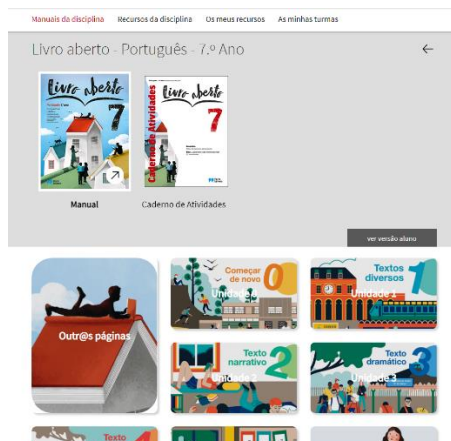 Manuais da disciplina Recursos da disciplina Os meus recursos As minhas turmas
Livro aberto - Português - 7.º Ano
Livro aberto
7
Manual
Caderno de Atividades
Livro aberto
7
Caderno de Atividades
ver versão aluno
Outr@s páginas
Começar de novo 0
Unidade 0
Textos diversos 1
Unidade 1
Texto narrativo 2
Unidade 3
Texto dramático 3
Unidade 3
Texto